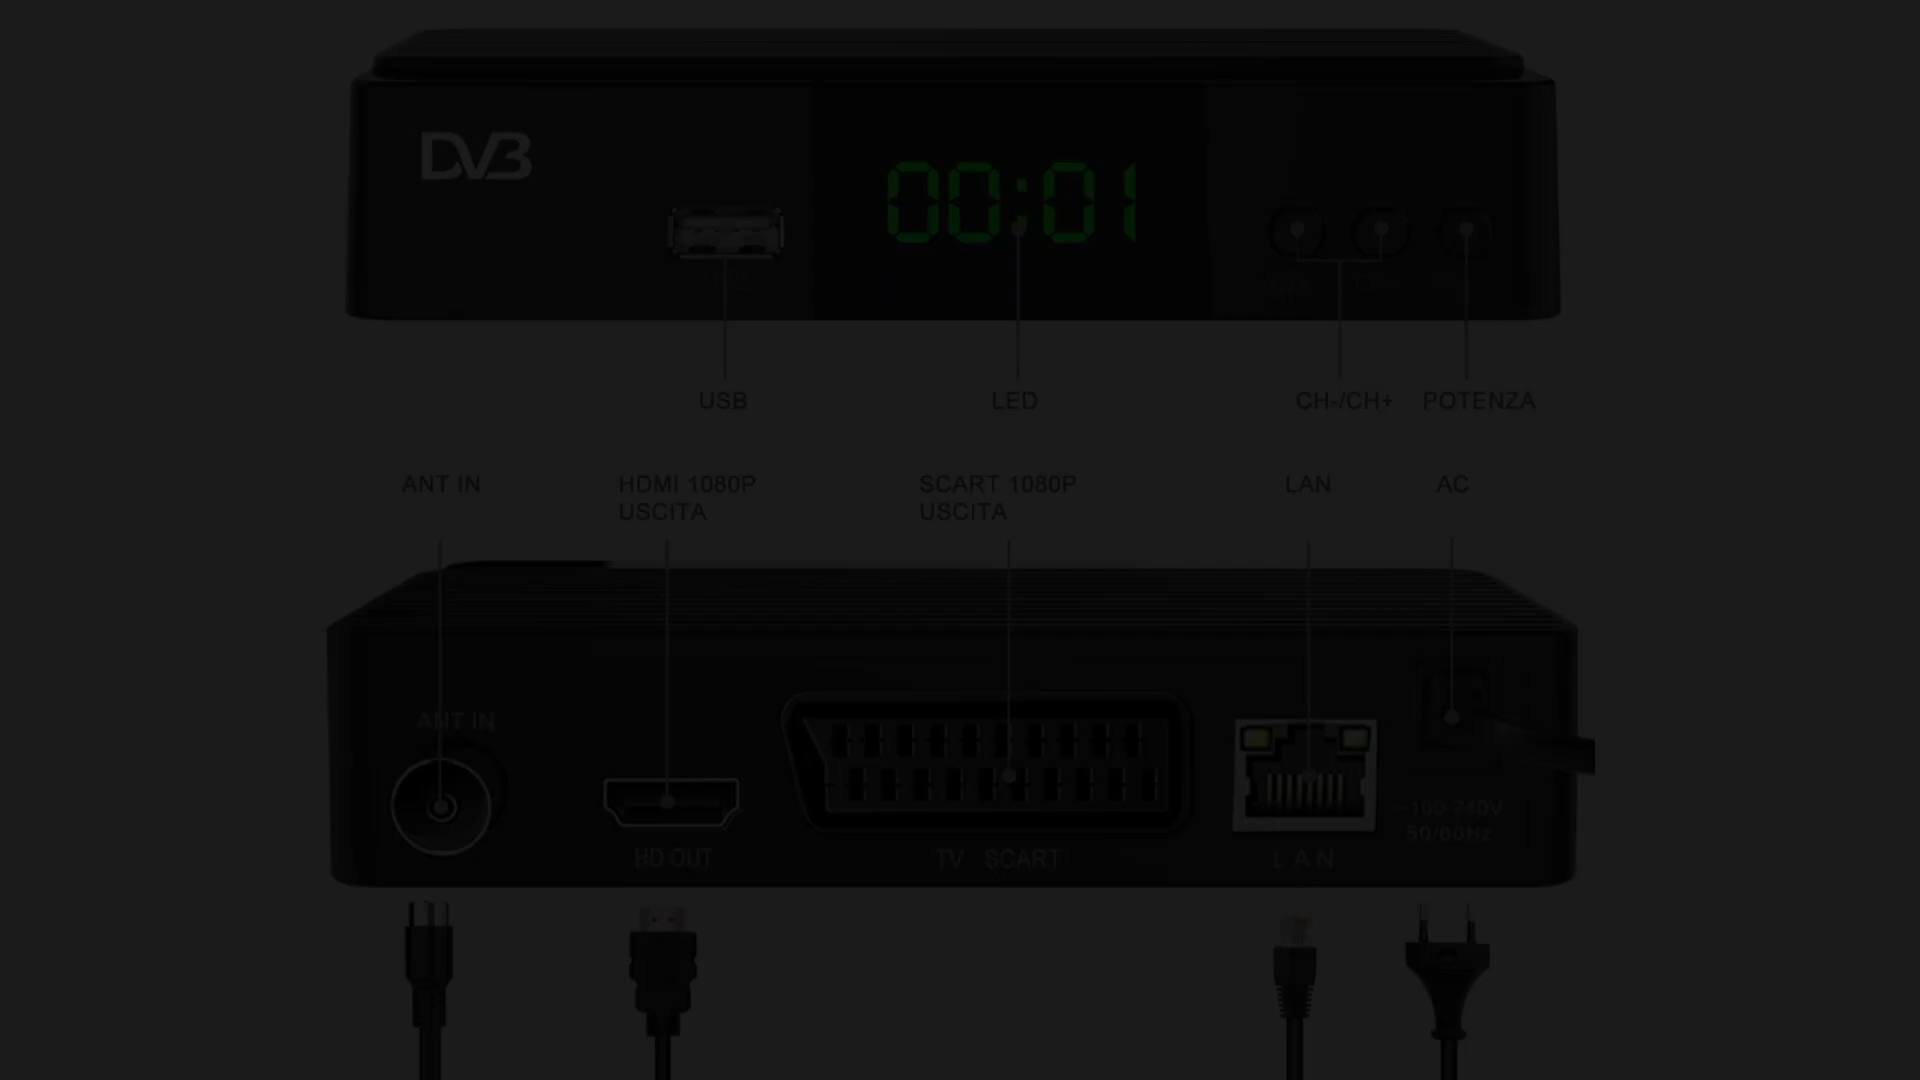 DVB
00:01
USB
LED
CH-/CH+
POTENZA
ANT IN
HDMI 1080P
USCITA
SCART 1080P
USCITA
LAN
AC
ANT IN
HD OUT
TV SCART
LAN
~100-240V
50/60Hz